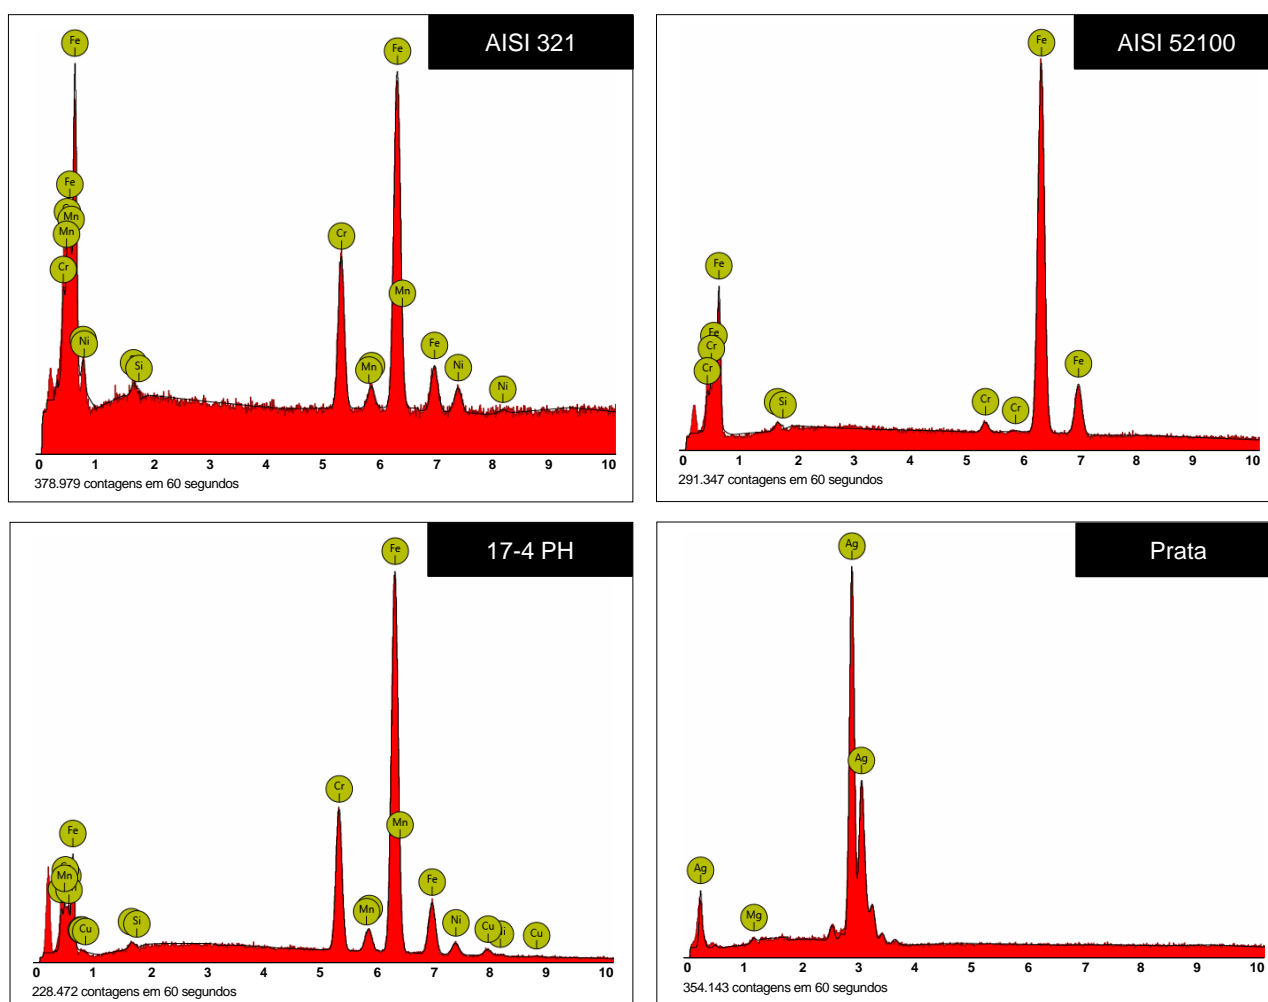 AISI 321
Fe
Fe
Fe
Mn
Mn
Cr
Ni
Si
Cr
Mn
Mn
Fe
Ni
Ni
0 1 2 3 4 5 6 7 8 9 10
378.979 contagens em 60 segundos
AISI 52100
Fe
Fe
Fe
Cr
Cr
Si
Cr
Cr
Fe
0 1 2 3 4 5 6 7 8 9 10
291.347 contagens em 60 segundos
17-4 PH
Fe
Cr
Mn
Fe
Mn
Cu
Si
Mn
Fe
Ni
Cu
Cu
0 1 2 3 4 5 6 7 8 9 10
228.472 contagens em 60 segundos
Prata
Ag
Ag
Ag
Mg
0 1 2 3 4 5 6 7 8 9 10
354.143 contagens em 60 segundos